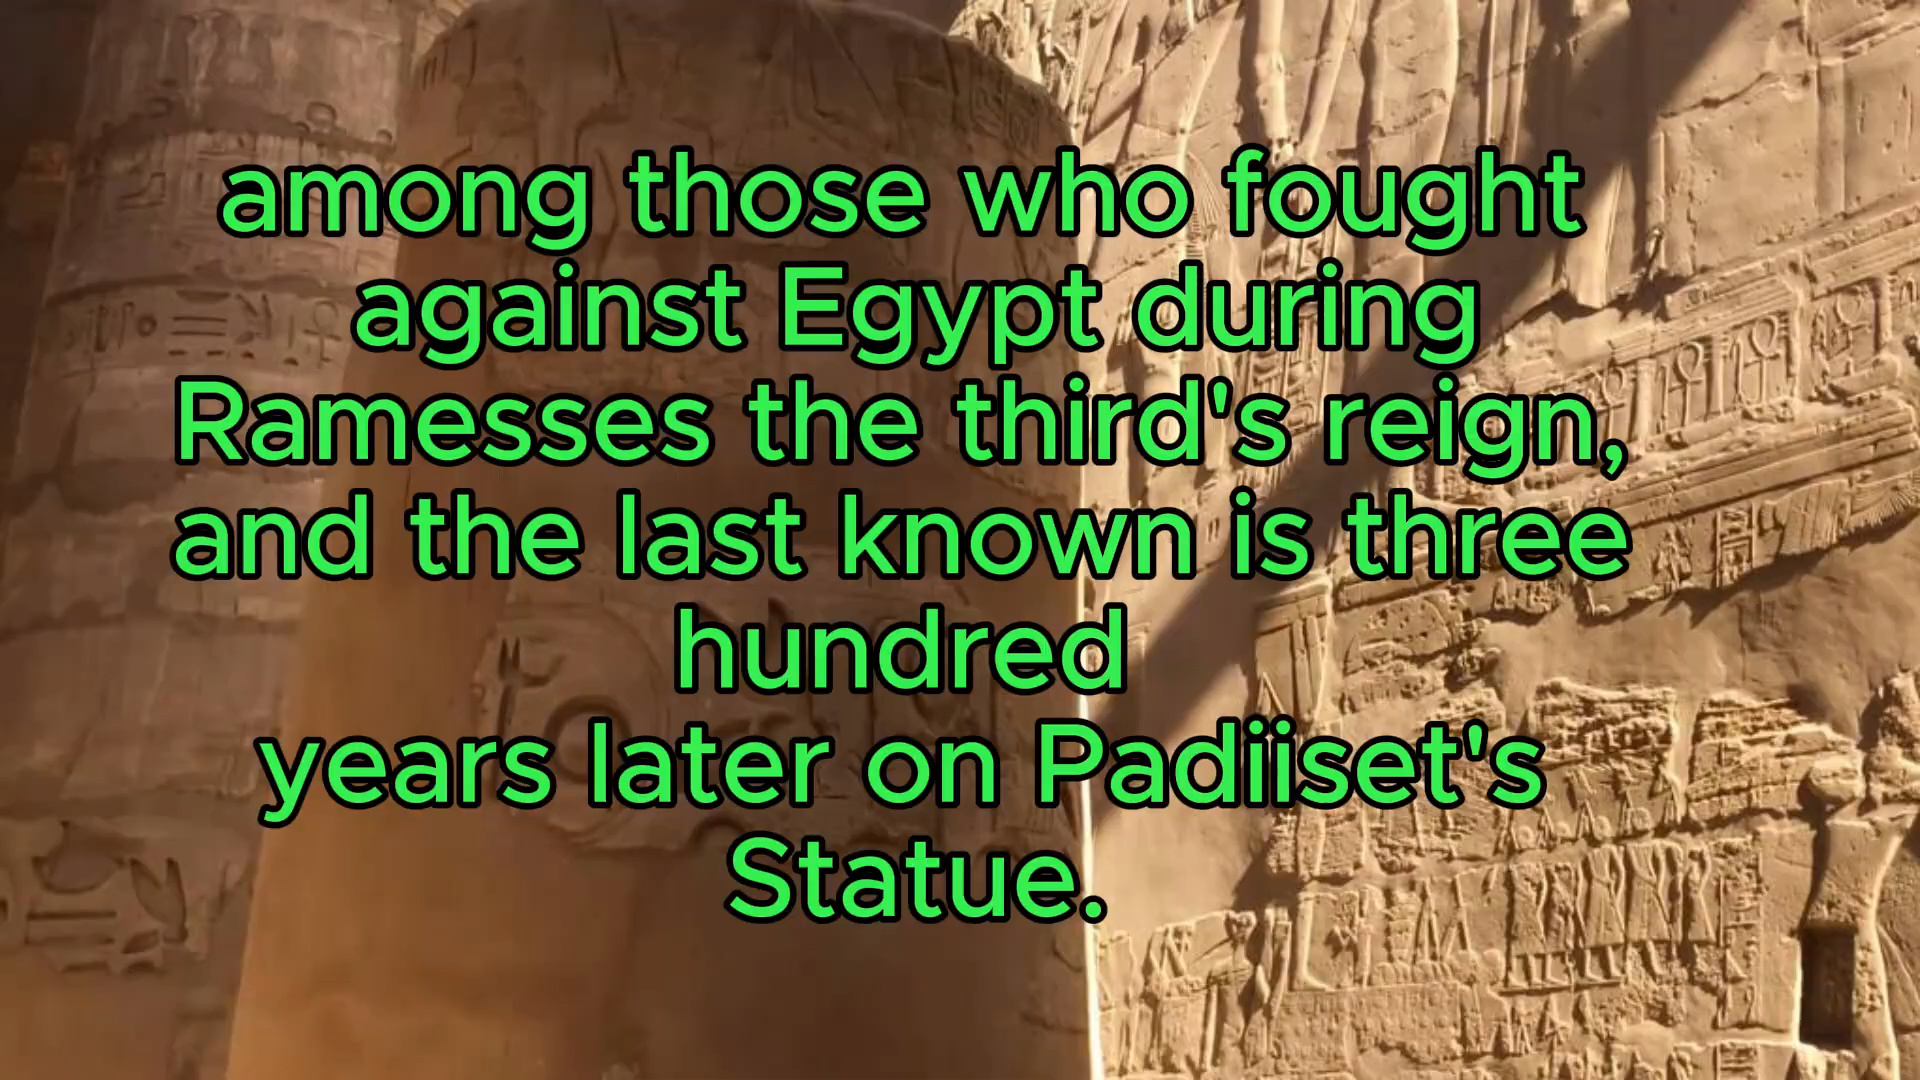 among those who fought
against Egypt during
Ramesses the third's reign,
and the last known is three
hundred
years later on Padiiset's
Statue.